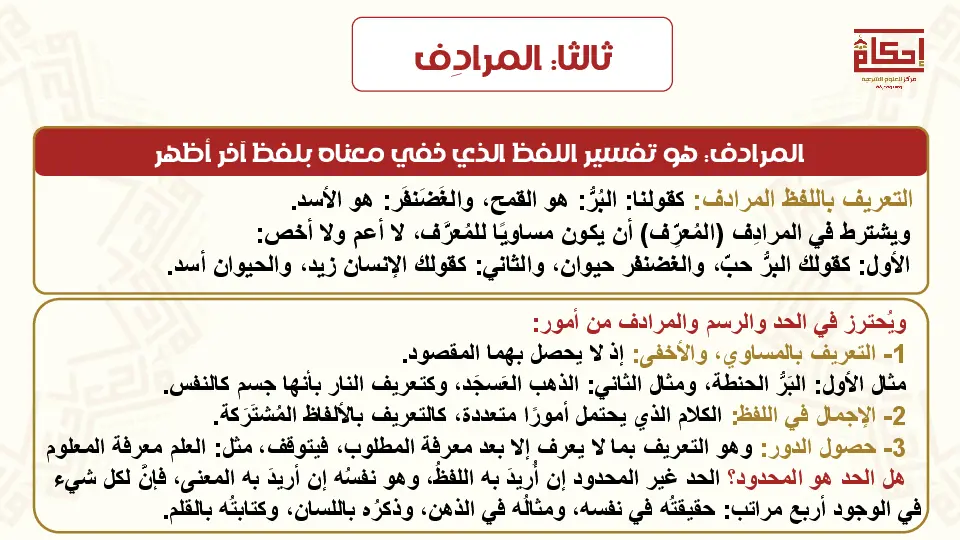 ثالثا: المرادِف
إحكام
مركز للعلوم الشرعية
المرادف: هو تفسير اللفظ الذي خفي معناه بلفظ آخر أظهر
التعريف باللفظ المرادف: كقولنا: البُرُّ: هو القمح، والغَضَنفَر: هو الأسد.
ويشترط في المرادِف (المُعرِّف) أن يكون مساويًا للمُعرَّف، لا أعم ولا أخص:
الأول: كقولك البرُّ حبّ، والغضنفر حيوان، والثاني: كقولك الإنسان زيد، والحيوان أسد.
ويُحترز في الحد والرسم والمرادف من أمور:
1- التعريف بالمساوي، والأخفى: إذ لا يحصل بهما المقصود.
مثال الأول: البَرُّ الحنطة، ومثال الثاني: الذهب العَسجَد، وكتعريف النار بأنها جسم كالنفس.
2- الإجمال في اللفظ: الكلام الذي يحتمل أمورًا متعددة، كالتعريف بالألفاظ المُشتَرَكة.
3- حصول الدور: وهو التعريف بما لا يعرف إلا بعد معرفة المطلوب، فيتوقف، مثل: العلم معرفة المعلوم
هل الحد هو المحدود؟ الحد غير المحدود إن أُريدَ به اللفظُ، وهو نفسُه إن أريدَ به المعنى، فإنَّ لكل شيء
في الوجود أربع مراتب: حقيقتُه في نفسه، ومثالُه في الذهن، وذكرُه باللسان، وكتابتُه بالقلم.